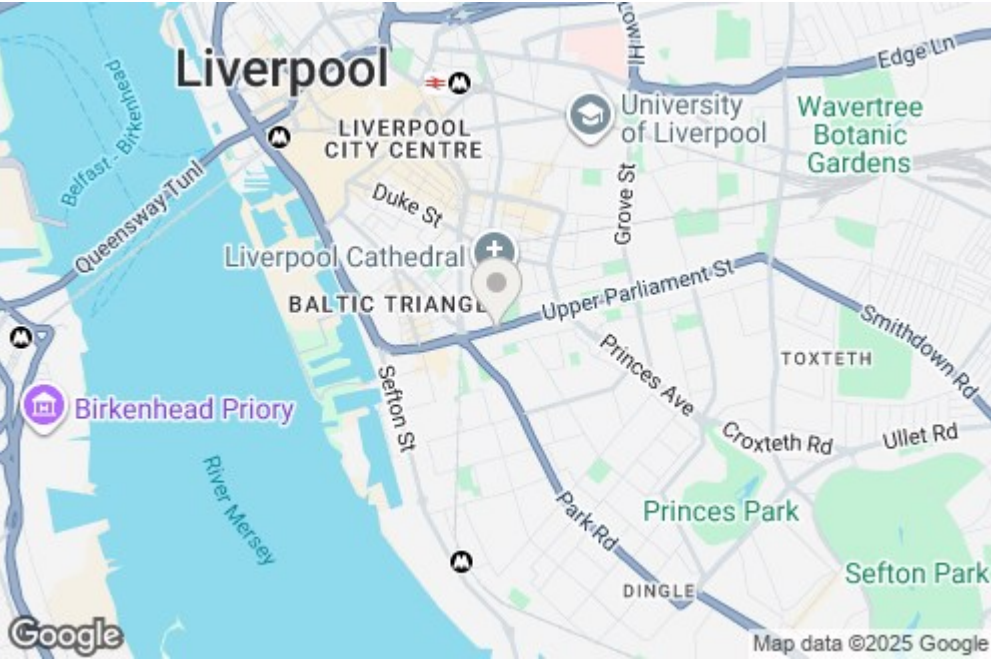 Liverpool
Edge Ln
University
of Liverpool
Wavertree
Botanic
Gardens
LIVERPOOL
CITY CENTRE
Belfast - Birkenhead
Queensway Tunl
Duke St
Grove St
Liverpool Cathedral
BALTIC TRIANGL
Upper Parliament St
Smithdown Rd
Princes Ave
TOXTETH
Sefton St
Birkenhead Priory
Croxteth Rd
Ullet Rd
River Mersey
Park Rd
Princes Park
Sefton Park
DINGLE
Google
Map data ©2025 Google